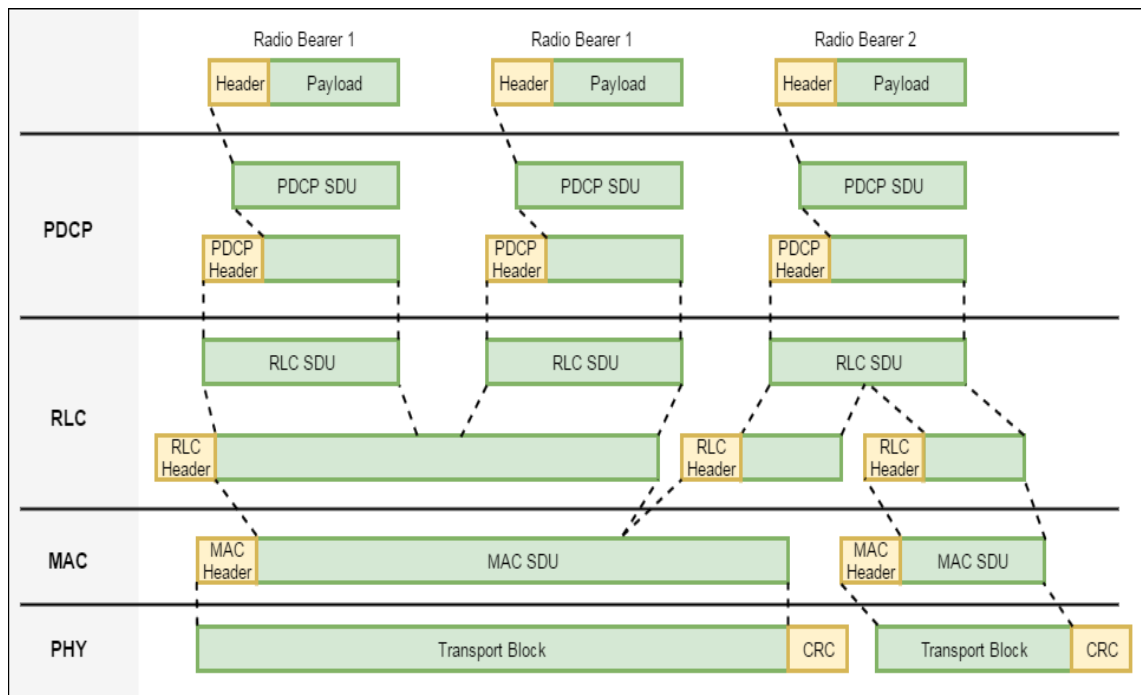 Radio Bearer 1
Radio Bearer 1
Radio Bearer 2
Header
Payload
Header
Payload
Header
Payload
PDCP
PDCP SDU
PDCP SDU
PDCP SDU
PDCP
Header
PDCP
Header
PDCP
Header
RLC
RLC SDU
RLC SDU
RLC SDU
RLC
Header
RLC
Header
RLC
Header
MAC
MAC
Header
MAC SDU
MAC
Header
MAC SDU
PHY
Transport Block
CRC
Transport Block
CRC